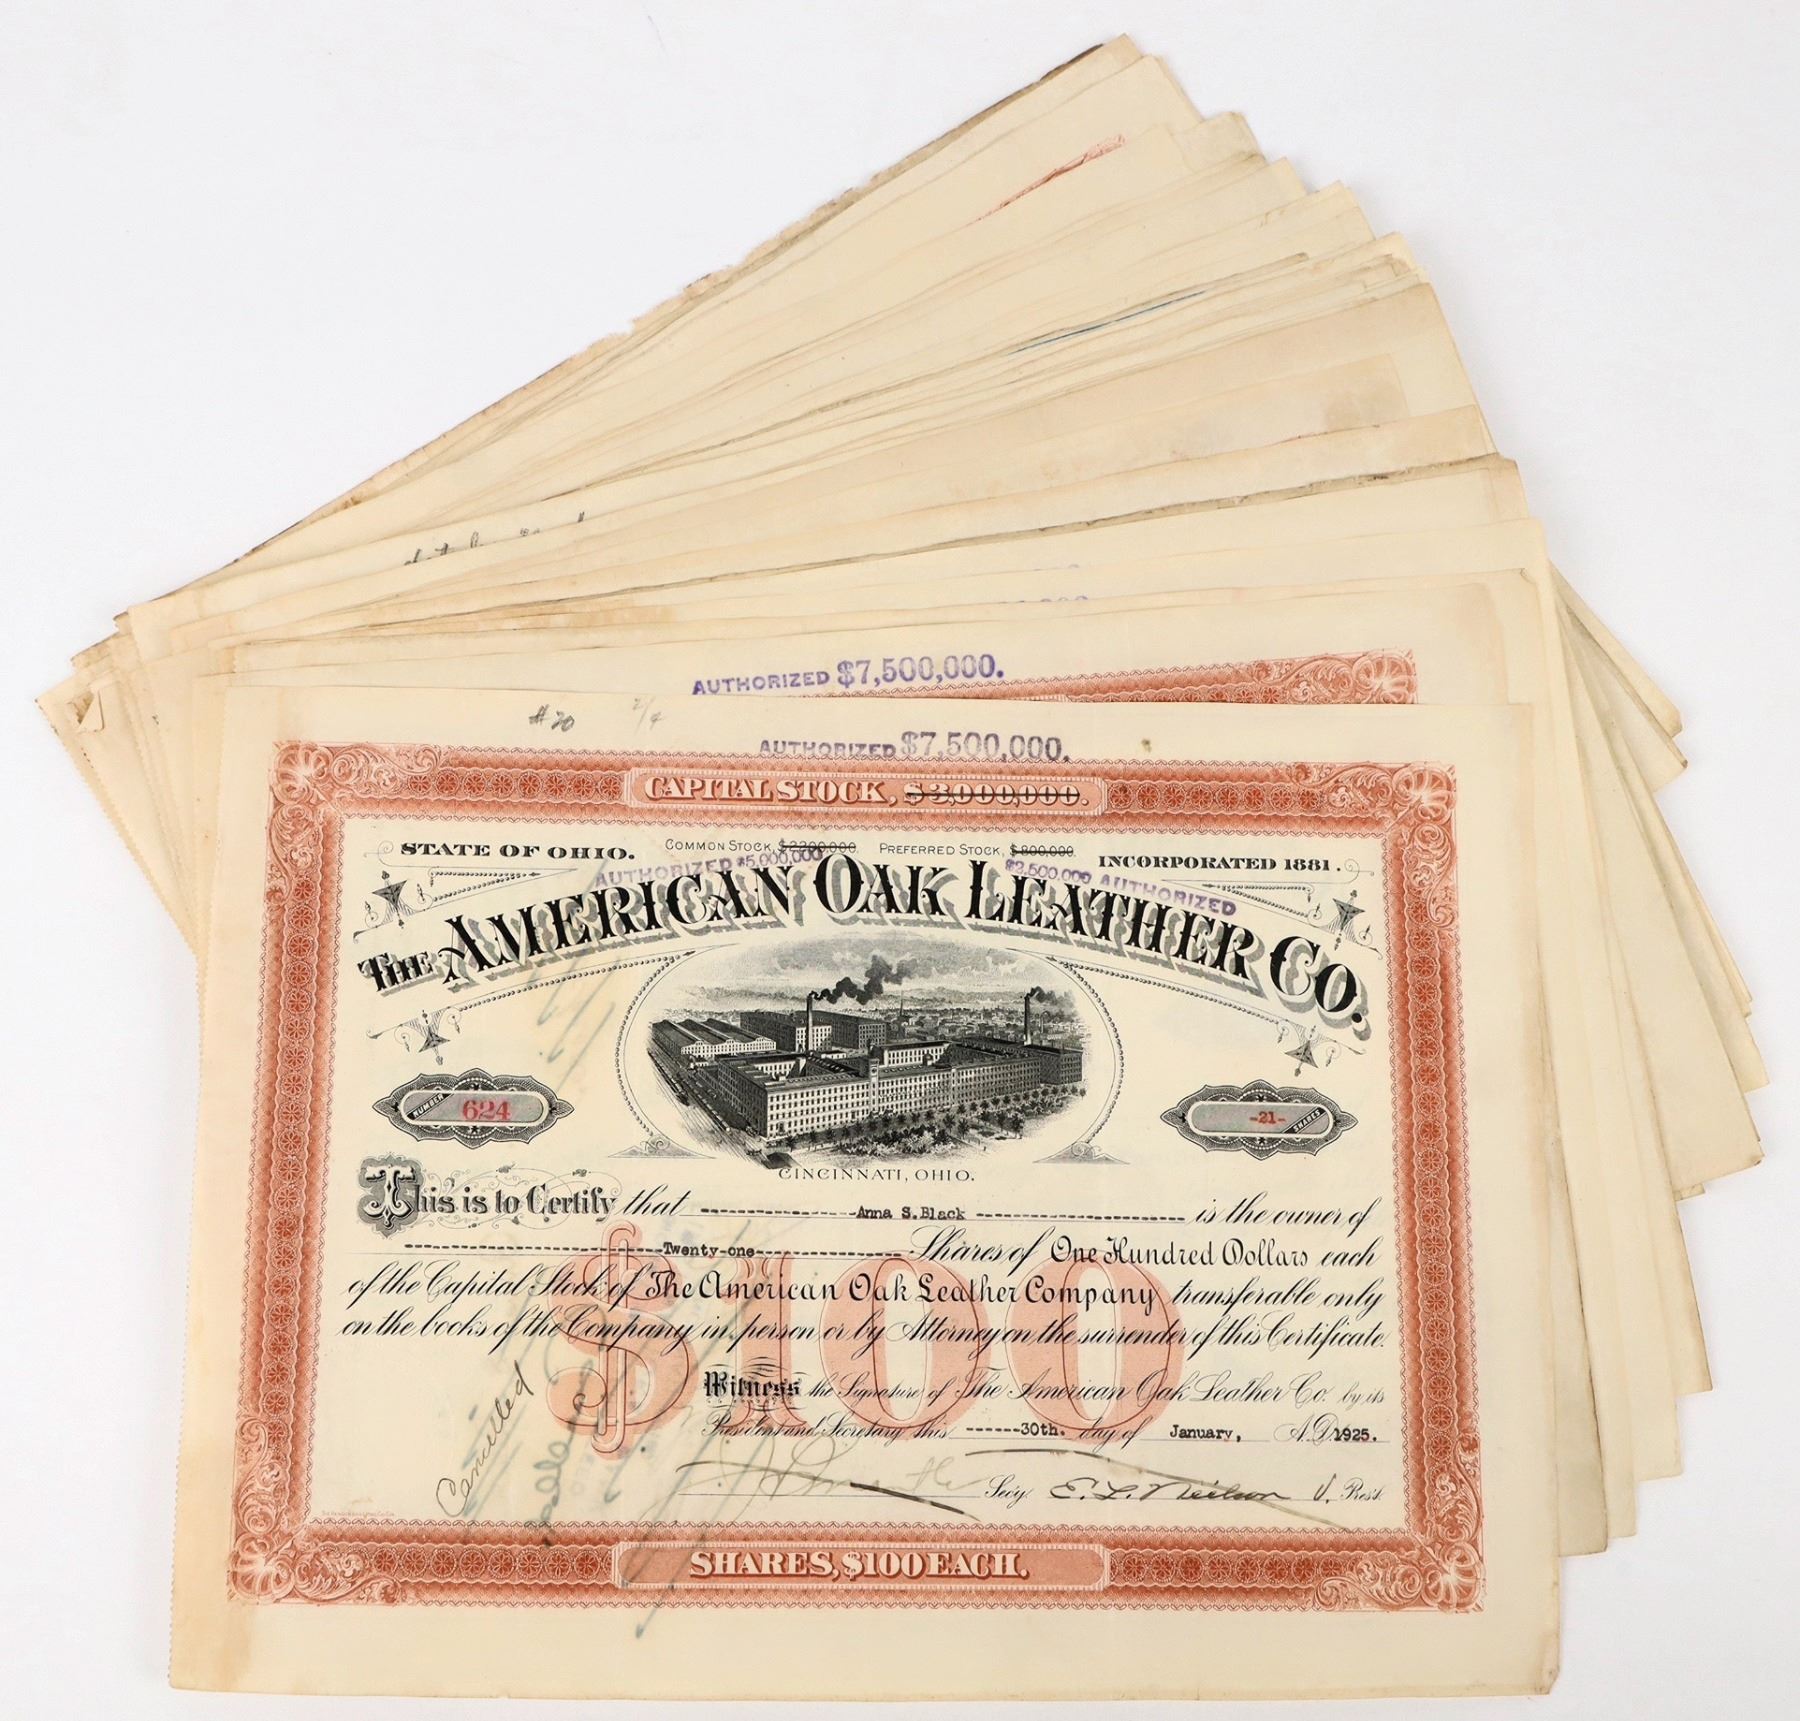 AUTHORIZED $7,500,000.
# 20 2/4
AUTHORIZED $7,500,000.
CAPITAL STOCK, $3,000,000.
STATE OF OHIO. COMMON STOCK, $2200,000. PREFERRED STOCK, $800,000. INCORPORATED 1881.
AUTHORIZED $5,000,000 $2,500,000 AUTHORIZED
THE AMERICAN OAK LEATHER CO.
NUMBER 624
-21- SHARES
CINCINNATI, OHIO.
This is to Certify that Anna S. Black is the owner of
Twenty-one Shares of One Hundred Dollars each
of the Capital Stock of The American Oak Leather Company transferable only
on the books of the Company in person or by Attorney on the surrender of this Certificate.
$100
Witness the Signature of The American Oak Leather Co. by its
President and Secretary this 30th. day of January, A.D. 1925.
Cancelled
Secy. E. L. Neilson V. Prest.
SHARES, $100 EACH.